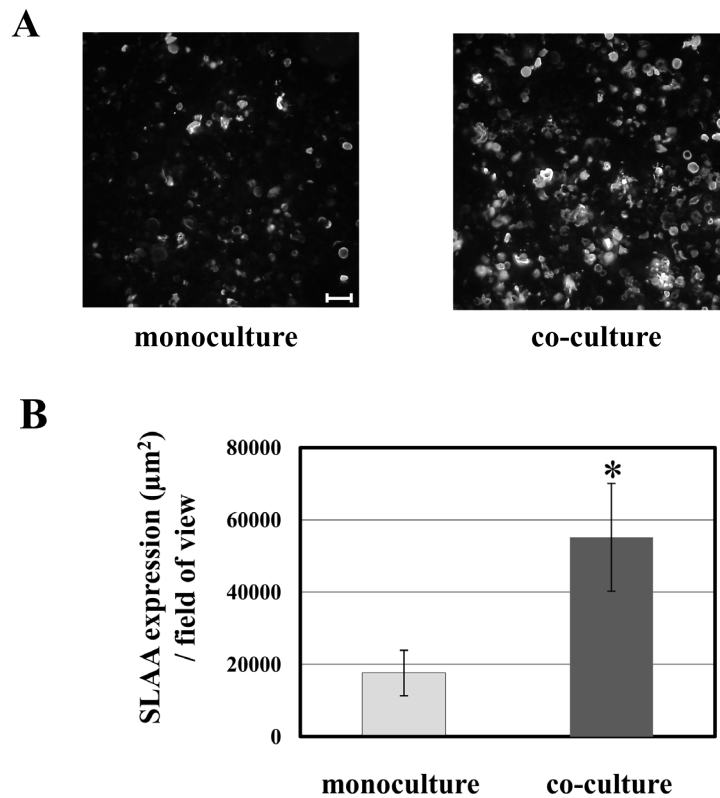 A
monoculture
co-culture
B
SLAA expression (µm²)
/ field of view
80000
60000
40000
20000
0
*
monoculture
co-culture